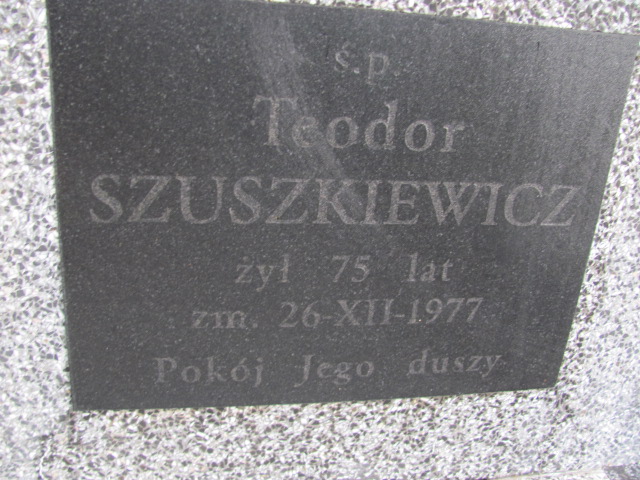 ś.p.
Teodor
SZUSZKIEWICZ
żył 75 lat
zm. 26-XII-1977
Pokój Jego duszy